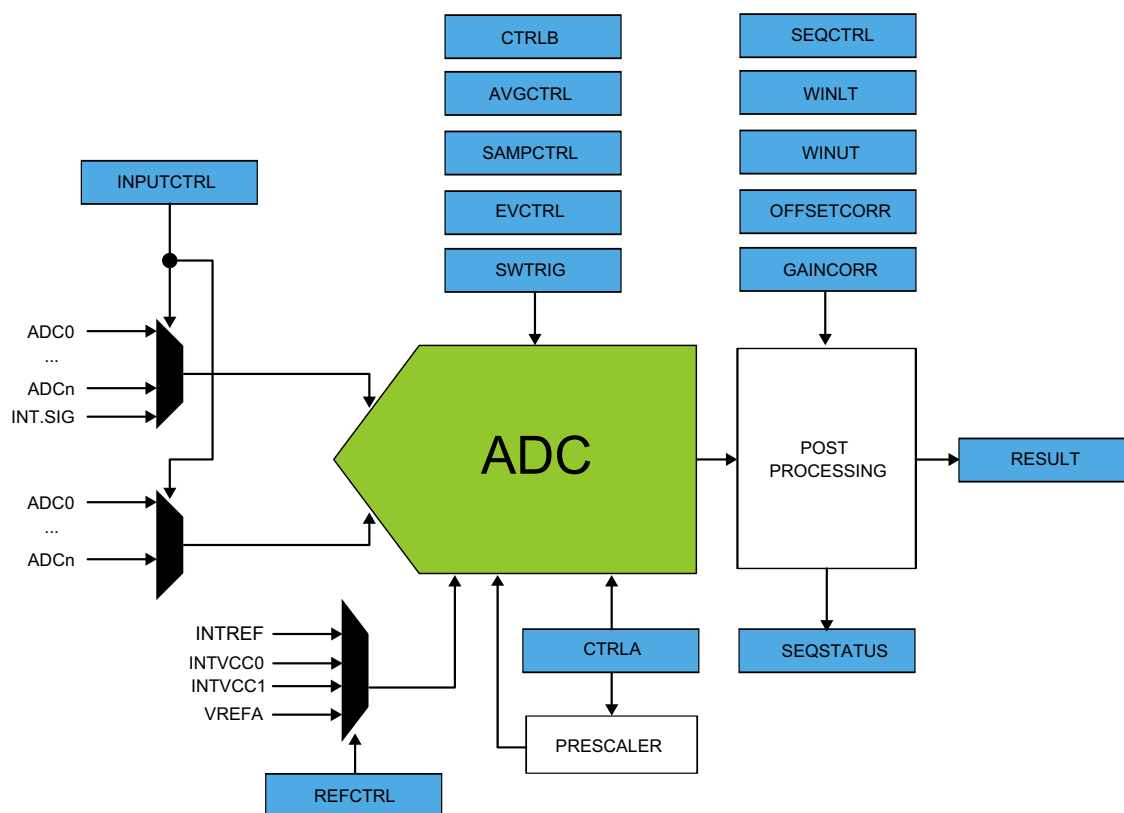 CTRLB
SEQCTRL
AVGCTRL
WINLT
SAMPCTRL
WINUT
INPUTCTRL
EVCTRL
OFFSETCORR
SWTRIG
GAINCORR
ADC0
...
ADCn
INT.SIG
ADC
POST
PROCESSING
RESULT
ADC0
...
ADCn
INTREF
INTVCC0
INTVCC1
VREFA
CTRLA
SEQSTATUS
PRESCALER
REFCTRL